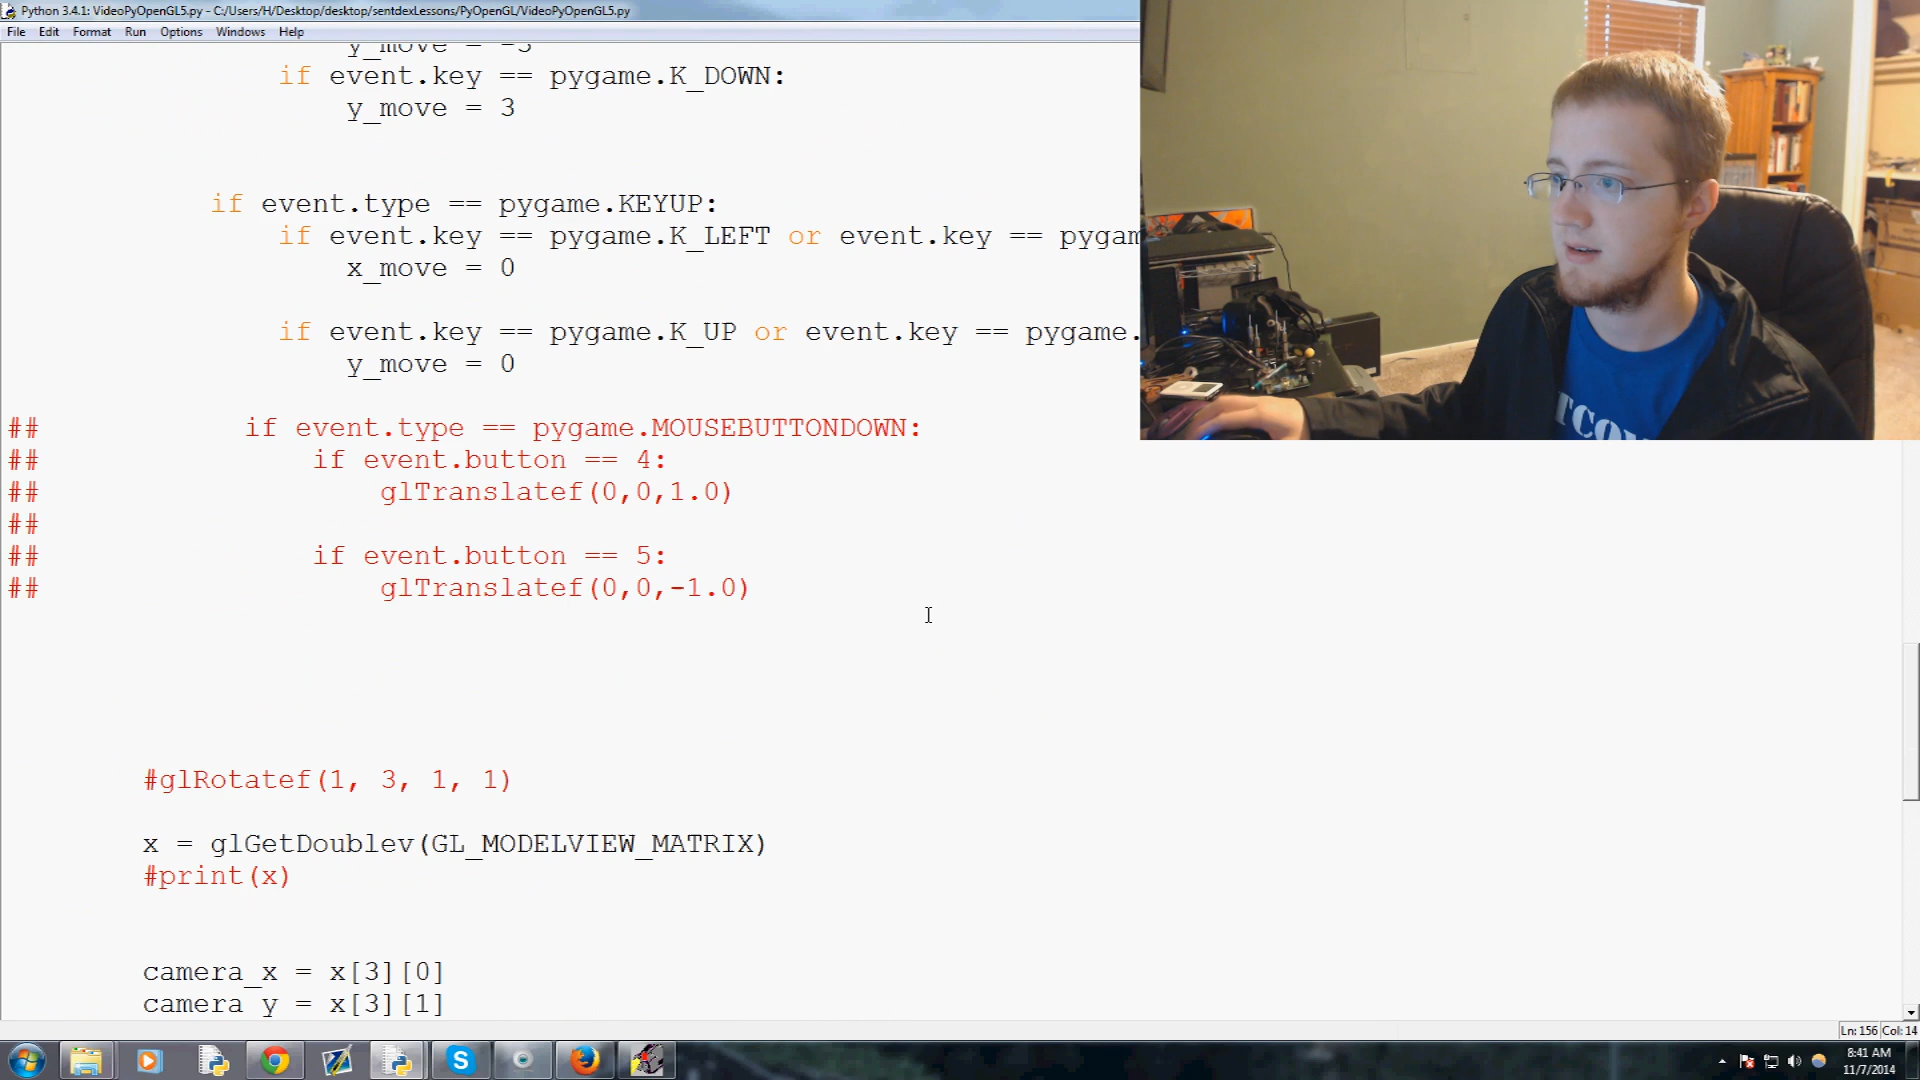 Python 3.4.1: VideoPyOpenGL5.py - C:/Users/H/Desktop/desktop/sentdexLessons/PyOpenGL/VideoPyOpenGL5.py
File Edit Format Run Options Windows Help
y_move = -3
if event.key == pygame.K_DOWN:
y_move = 3
if event.type == pygame.KEYUP:
if event.key == pygame.K_LEFT or event.key == pygam
x_move = 0
if event.key == pygame.K_UP or event.key == pygame.
y_move = 0
## if event.type == pygame.MOUSEBUTTONDOWN:
## if event.button == 4:
## glTranslatef(0,0,1.0)
##
## if event.button == 5:
## glTranslatef(0,0,-1.0)
#glRotatef(1, 3, 1, 1)
x = glGetDoublev(GL_MODELVIEW_MATRIX)
#print(x)
camera_x = x[3][0]
camera_y = x[3][1]
Ln: 156 Col: 14
8:41 AM
11/7/2014